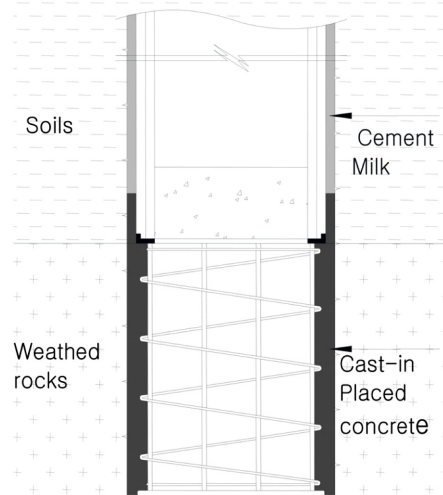 Soils
Cement
Milk
Weathed
rocks
Cast-in
Placed
concrete